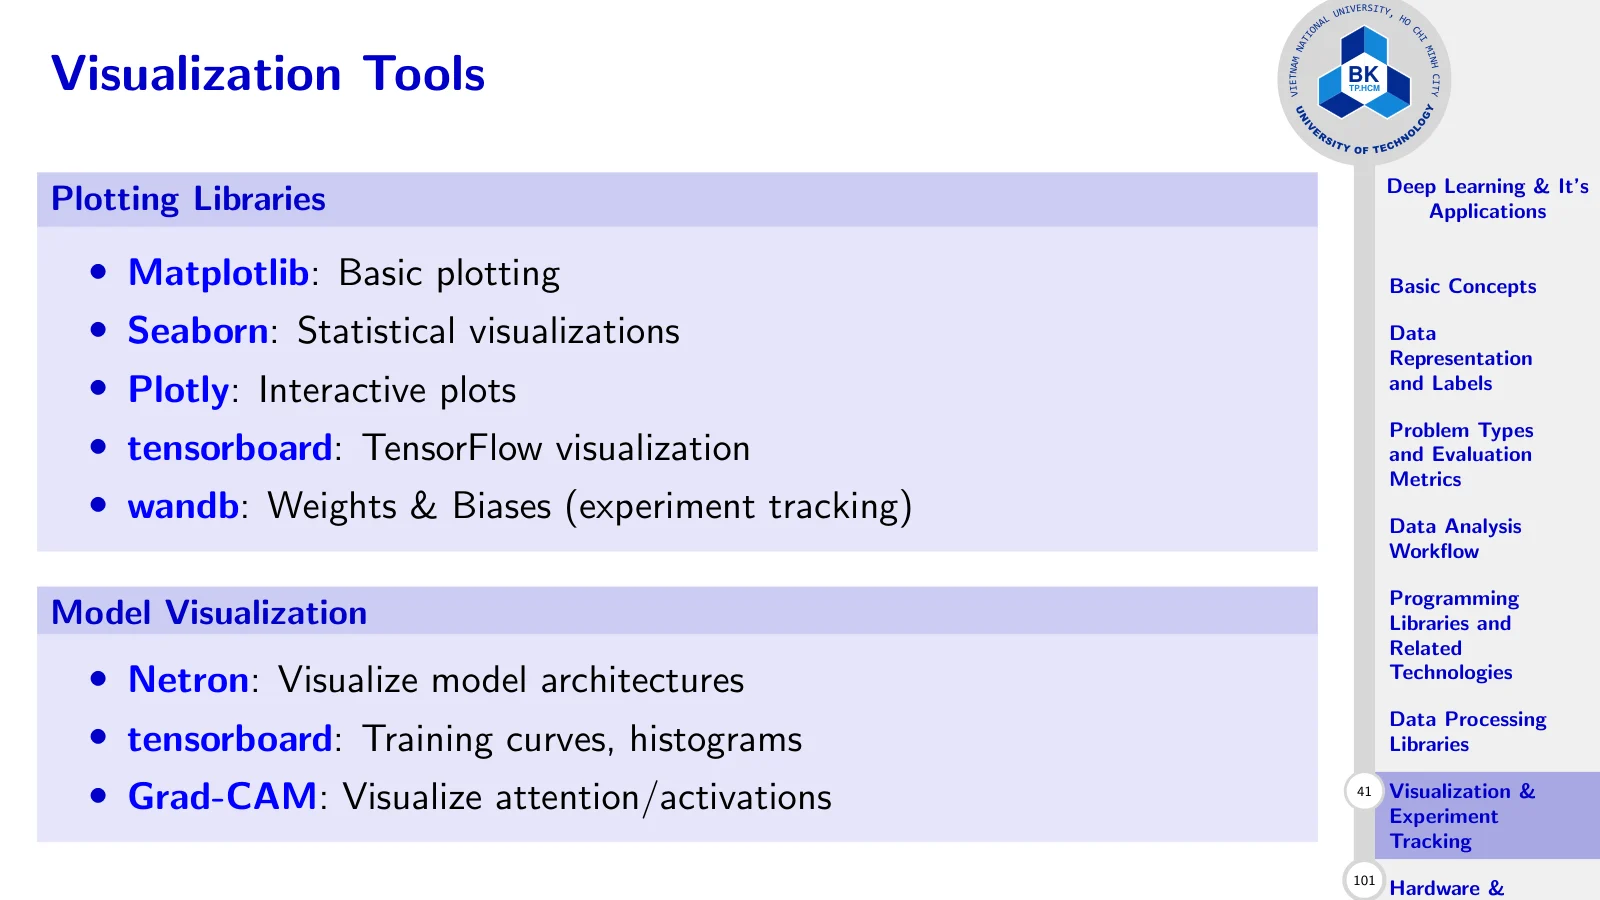 Visualization Tools
Plotting Libraries
• Matplotlib: Basic plotting
• Seaborn: Statistical visualizations
• Plotly: Interactive plots
• tensorboard: TensorFlow visualization
• wandb: Weights & Biases (experiment tracking)
Model Visualization
• Netron: Visualize model architectures
• tensorboard: Training curves, histograms
• Grad-CAM: Visualize attention/activations
VIETNAM NATIONAL UNIVERSITY, HO CHI MINH CITY
BK
TP.HCM
UNIVERSITY OF TECHNOLOGY
Deep Learning & It's
Applications
Basic Concepts
Data
Representation
and Labels
Problem Types
and Evaluation
Metrics
Data Analysis
Workflow
Programming
Libraries and
Related
Technologies
Data Processing
Libraries
41
Visualization &
Experiment
Tracking
101
Hardware &